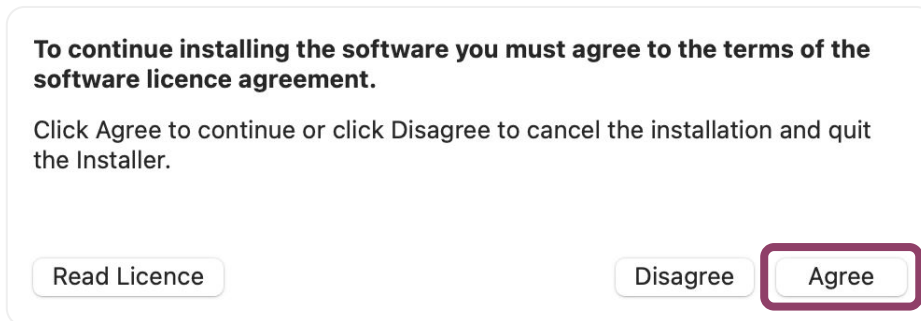 To continue installing the software you must agree to the terms of the
software licence agreement.
Click Agree to continue or click Disagree to cancel the installation and quit
the Installer.
Read Licence
Disagree
Agree